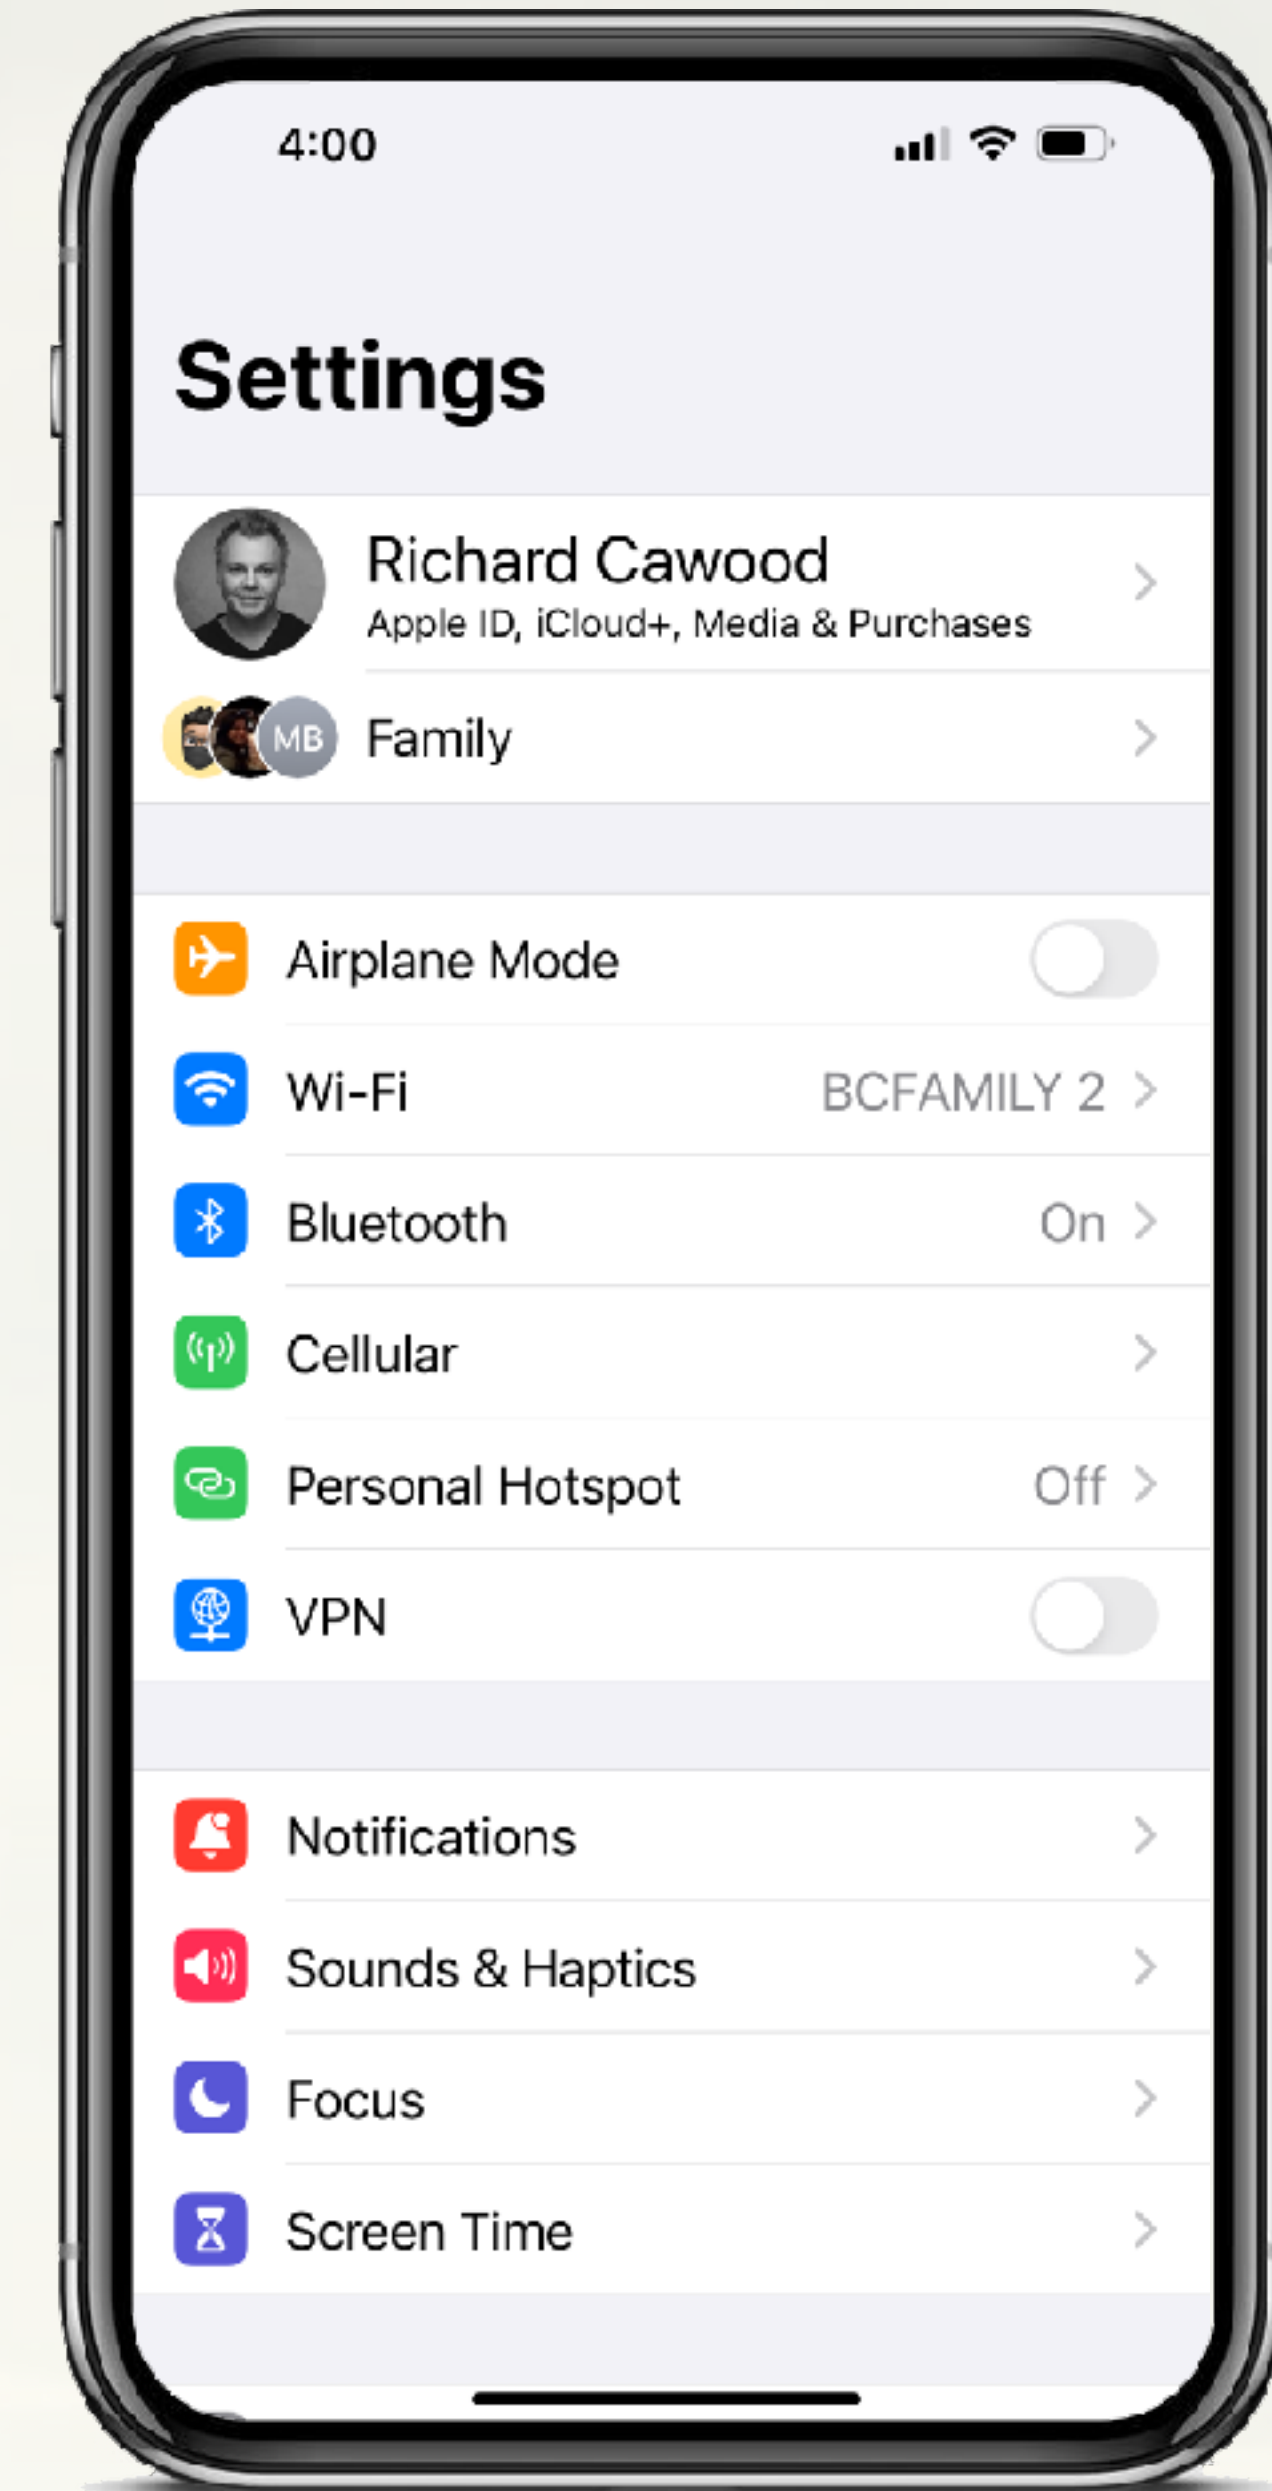 4:00
Settings
Richard Cawood
Apple ID, iCloud+, Media & Purchases
MB
Family
Airplane Mode
Wi-Fi BCFAMILY 2
Bluetooth On
Cellular
Personal Hotspot Off
VPN
Notifications
Sounds & Haptics
Focus
Screen Time